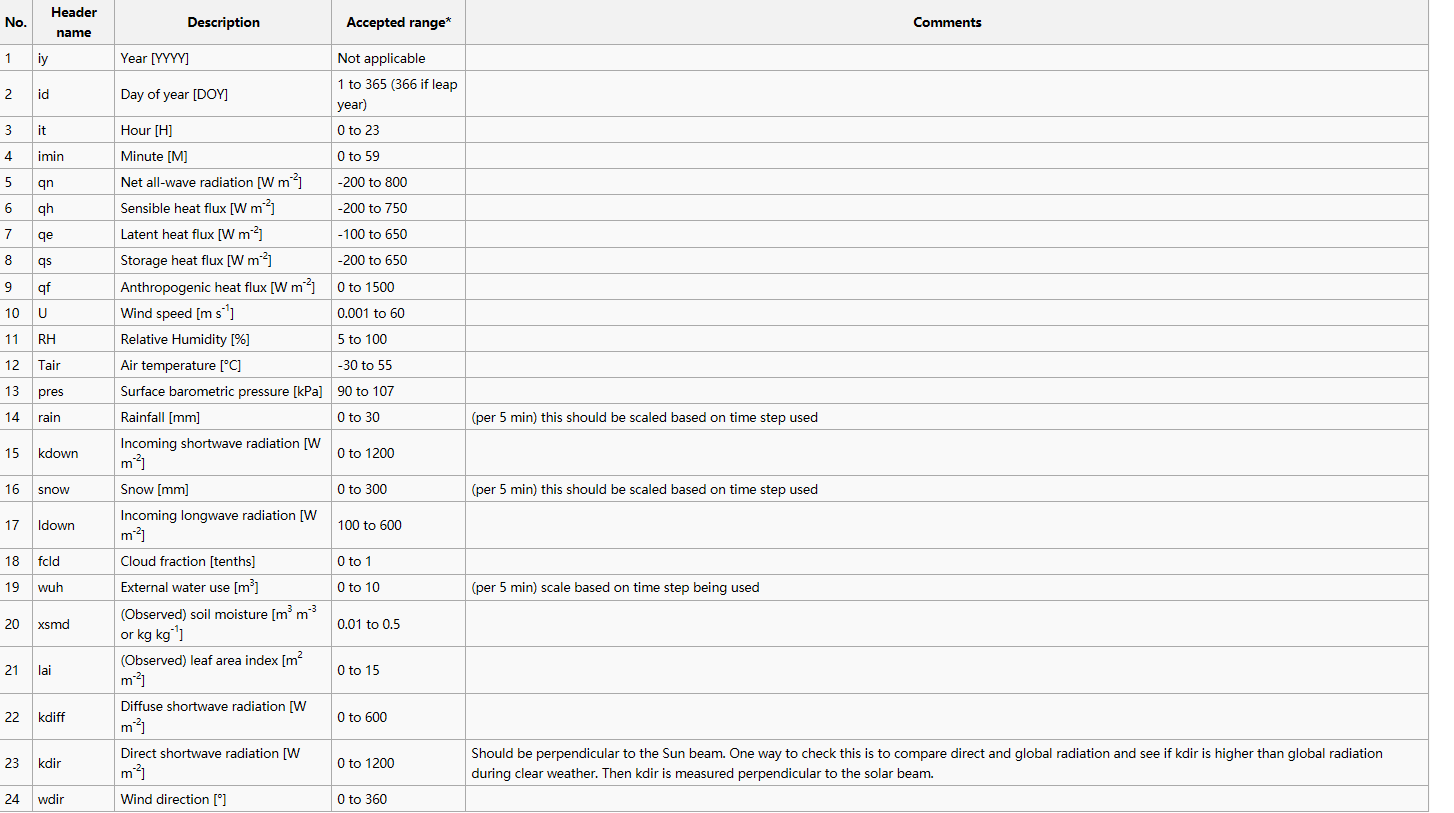 No. Header name Description Accepted range* Comments
1 iy Year [YYYY] Not applicable
2 id Day of year [DOY] 1 to 365 (366 if leap year)
3 it Hour [H] 0 to 23
4 imin Minute [M] 0 to 59
5 qn Net all-wave radiation [W m-2] -200 to 800
6 qh Sensible heat flux [W m-2] -200 to 750
7 qe Latent heat flux [W m-2] -100 to 650
8 qs Storage heat flux [W m-2] -200 to 650
9 qf Anthropogenic heat flux [W m-2] 0 to 1500
10 U Wind speed [m s-1] 0.001 to 60
11 RH Relative Humidity [%] 5 to 100
12 Tair Air temperature [°C] -30 to 55
13 pres Surface barometric pressure [kPa] 90 to 107
14 rain Rainfall [mm] 0 to 30 (per 5 min) this should be scaled based on time step used
15 kdown Incoming shortwave radiation [W m-2] 0 to 1200
16 snow Snow [mm] 0 to 300 (per 5 min) this should be scaled based on time step used
17 ldown Incoming longwave radiation [W m-2] 100 to 600
18 fcld Cloud fraction [tenths] 0 to 1
19 wuh External water use [m3] 0 to 10 (per 5 min) scale based on time step being used
20 xsmd (Observed) soil moisture [m3 m-3 or kg kg-1] 0.01 to 0.5
21 lai (Observed) leaf area index [m2 m-2] 0 to 15
22 kdiff Diffuse shortwave radiation [W m-2] 0 to 600
23 kdir Direct shortwave radiation [W m-2] 0 to 1200 Should be perpendicular to the Sun beam. One way to check this is to compare direct and global radiation and see if kdir is higher than global radiation during clear weather. Then kdir is measured perpendicular to the solar beam.
24 wdir Wind direction [°] 0 to 360